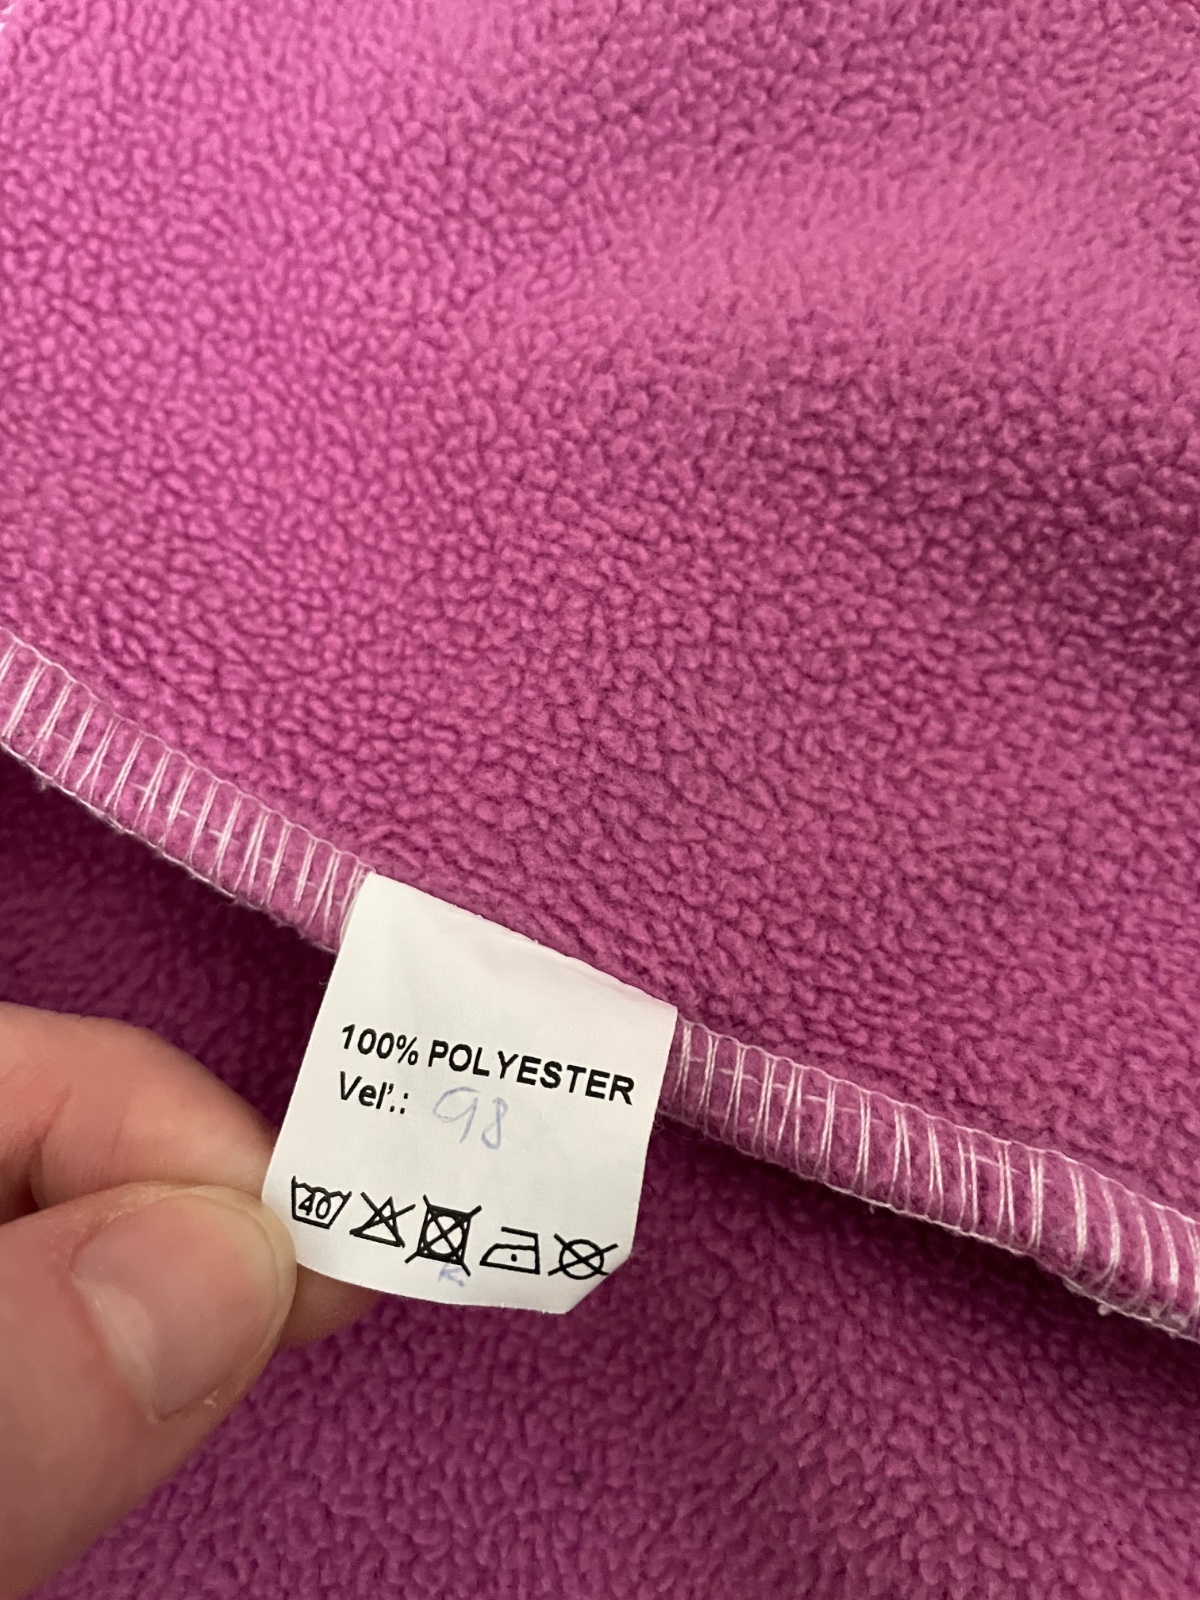 100% POLYESTER
Veľ.: 98
40
K.